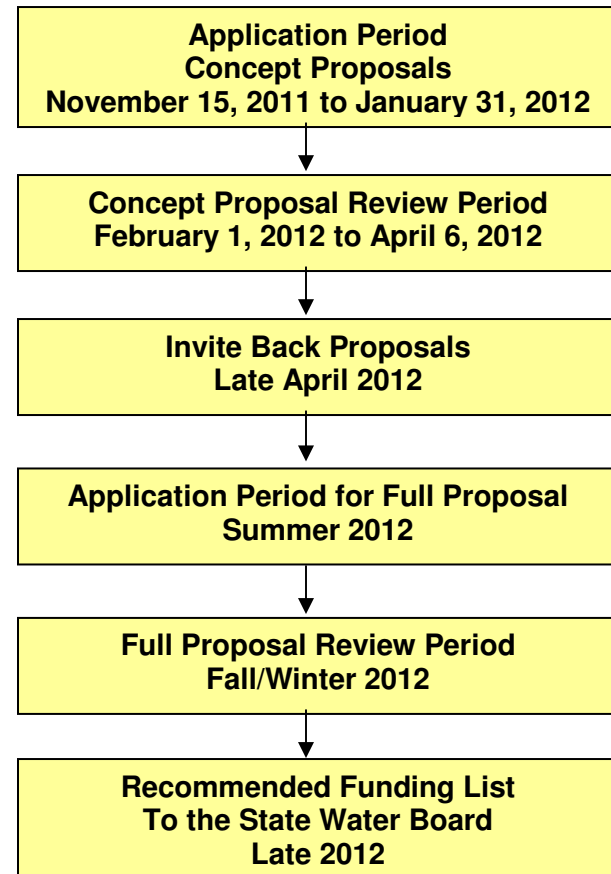 Application Period
Concept Proposals
November 15, 2011 to January 31, 2012
Concept Proposal Review Period
February 1, 2012 to April 6, 2012
Invite Back Proposals
Late April 2012
Application Period for Full Proposal
Summer 2012
Full Proposal Review Period
Fall/Winter 2012
Recommended Funding List
To the State Water Board
Late 2012